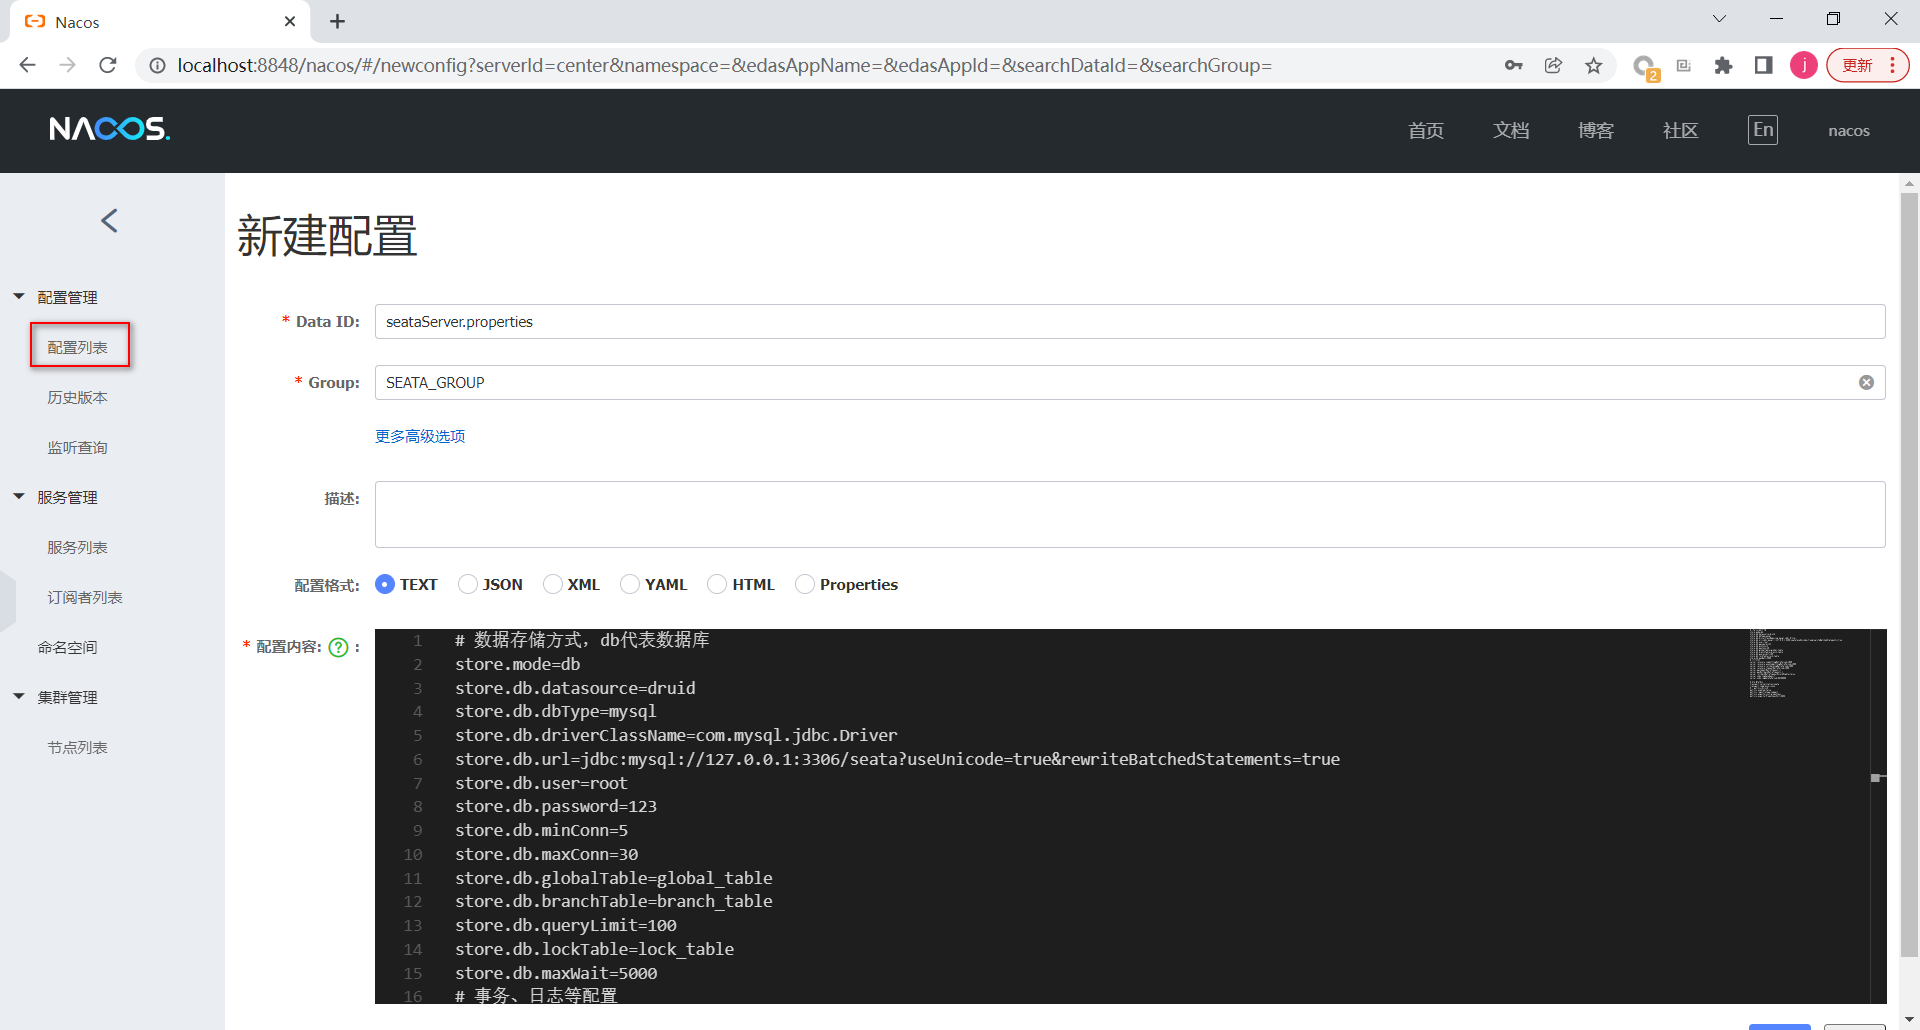 Nacos
localhost:8848/nacos/#/newconfig?serverId=center&namespace=&edasAppName=&edasAppId=&searchDataId=&searchGroup=
2
j
更新
NACOS.
首页
文档
博客
社区
En
nacos
配置管理
配置列表
历史版本
监听查询
服务管理
服务列表
订阅者列表
命名空间
集群管理
节点列表
新建配置
* Data ID: seataServer.properties
* Group: SEATA_GROUP
更多高级选项
描述:
配置格式: TEXT JSON XML YAML HTML Properties
* 配置内容: ? :
1 # 数据存储方式，db代表数据库
2 store.mode=db
3 store.db.datasource=druid
4 store.db.dbType=mysql
5 store.db.driverClassName=com.mysql.jdbc.Driver
6 store.db.url=jdbc:mysql://127.0.0.1:3306/seata?useUnicode=true&rewriteBatchedStatements=true
7 store.db.user=root
8 store.db.password=123
9 store.db.minConn=5
10 store.db.maxConn=30
11 store.db.globalTable=global_table
12 store.db.branchTable=branch_table
13 store.db.queryLimit=100
14 store.db.lockTable=lock_table
15 store.db.maxWait=5000
16 # 事务、日志等配置